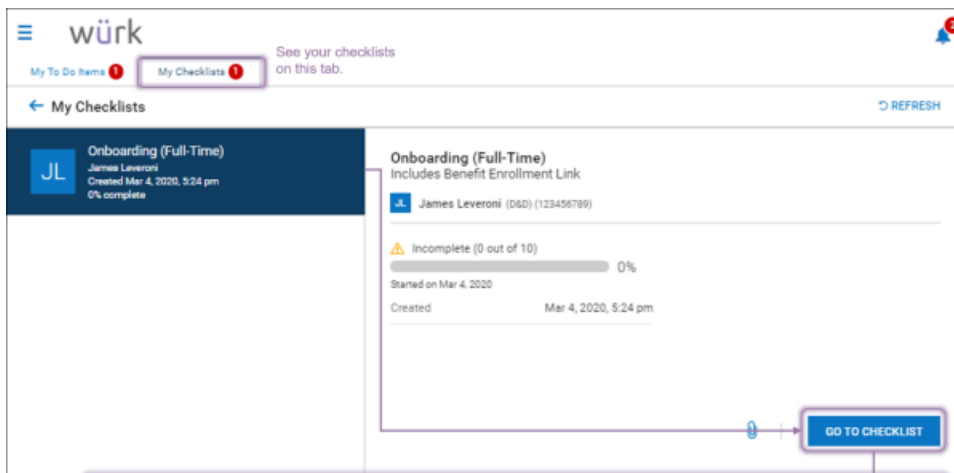 würk
See your checklists
on this tab.
My To Do Items 1
My Checklists 1
← My Checklists
REFRESH
JL
Onboarding (Full-Time)
James Leveroni
Created Mar 4, 2020, 5:24 pm
0% complete
Onboarding (Full-Time)
Includes Benefit Enrollment Link
JL James Leveroni (D&D) (123456789)
Incomplete (0 out of 10)
0%
Started on Mar 4, 2020
Created Mar 4, 2020, 5:24 pm
GO TO CHECKLIST